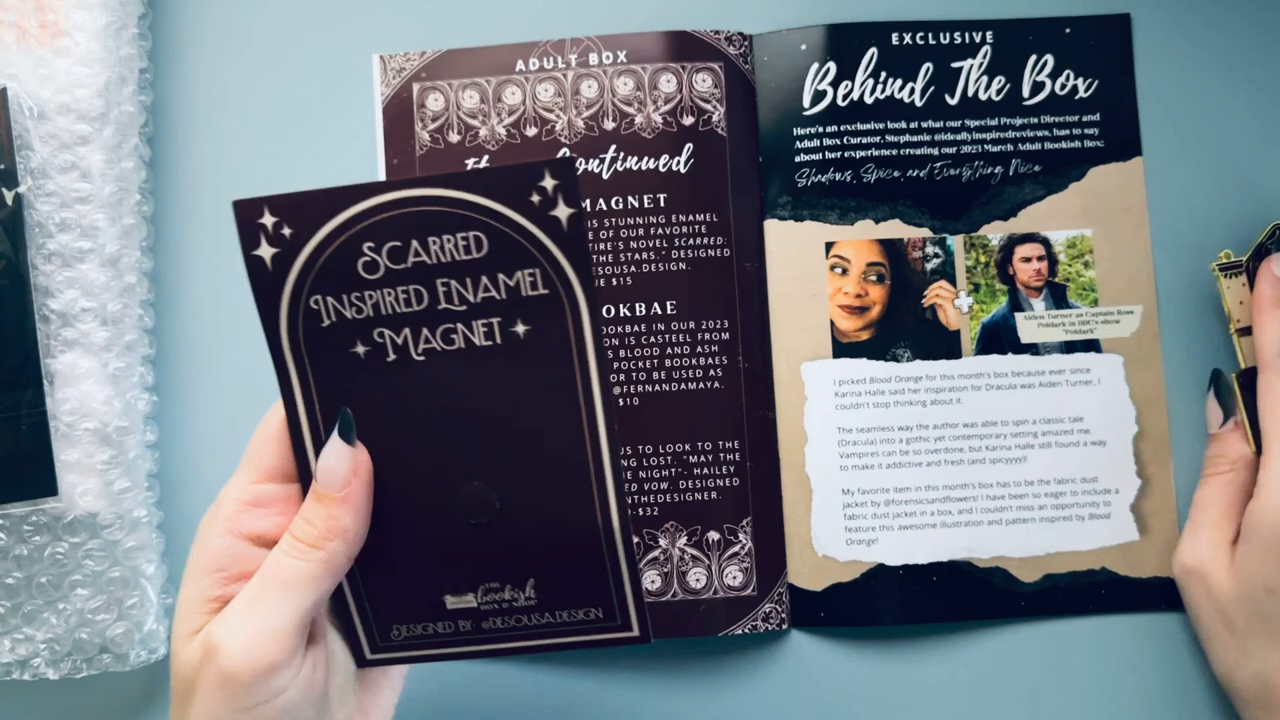 SCARRED
INSPIRED ENAMEL
MAGNET
THE
bookish
BOX & SHOP
DESIGNED BY: @DESOUSA.DESIGN
ADULT BOX
Continued
MAGNET
IS STUNNING ENAMEL
E OF OUR FAVORITE
TIRE'S NOVEL SCARRED:
THE STARS." DESIGNED
ESOUSA.DESIGN.
UE $15
OKBAE
OOKBAE IN OUR 2023
ON IS CASTEEL FROM
S BLOOD AND ASH
POCKET BOOKBAES
OR TO BE USED AS
@FERNANDAMAYA.
$10
US TO LOOK TO THE
NG LOST. "MAY THE
E NIGHT"- HAILEY
ED VOW. DESIGNED
NTHEDESIGNER.
-$32
EXCLUSIVE
Behind The Box
Here's an exclusive look at what our Special Projects Director and
Adult Box Curator, Stephanie @ideallyinspiredreviews, has to say
about her experience creating our 2023 March Adult Bookish Box:
Shadows, Spice, and Everything Nice
Aiden Turner as Captain Ross
Poldark in BBC's show
"Poldark"
I picked Blood Orange for this month's box because ever since
Karina Halle said her inspiration for Dracula was Aiden Turner, I
couldn't stop thinking about it.
The seamless way the author was able to spin a classic tale
(Dracula) into a gothic yet contemporary setting amazed me.
Vampires can be so overdone, but Karina Halle still found a way
to make it addictive and fresh (and spicyyyy)!
My favorite item in this month's box has to be the fabric dust
jacket by @forensicsandflowers! I have been so eager to include a
fabric dust jacket in a box, and I couldn't miss an opportunity to
feature this awesome illustration and pattern inspired by Blood
Orange!